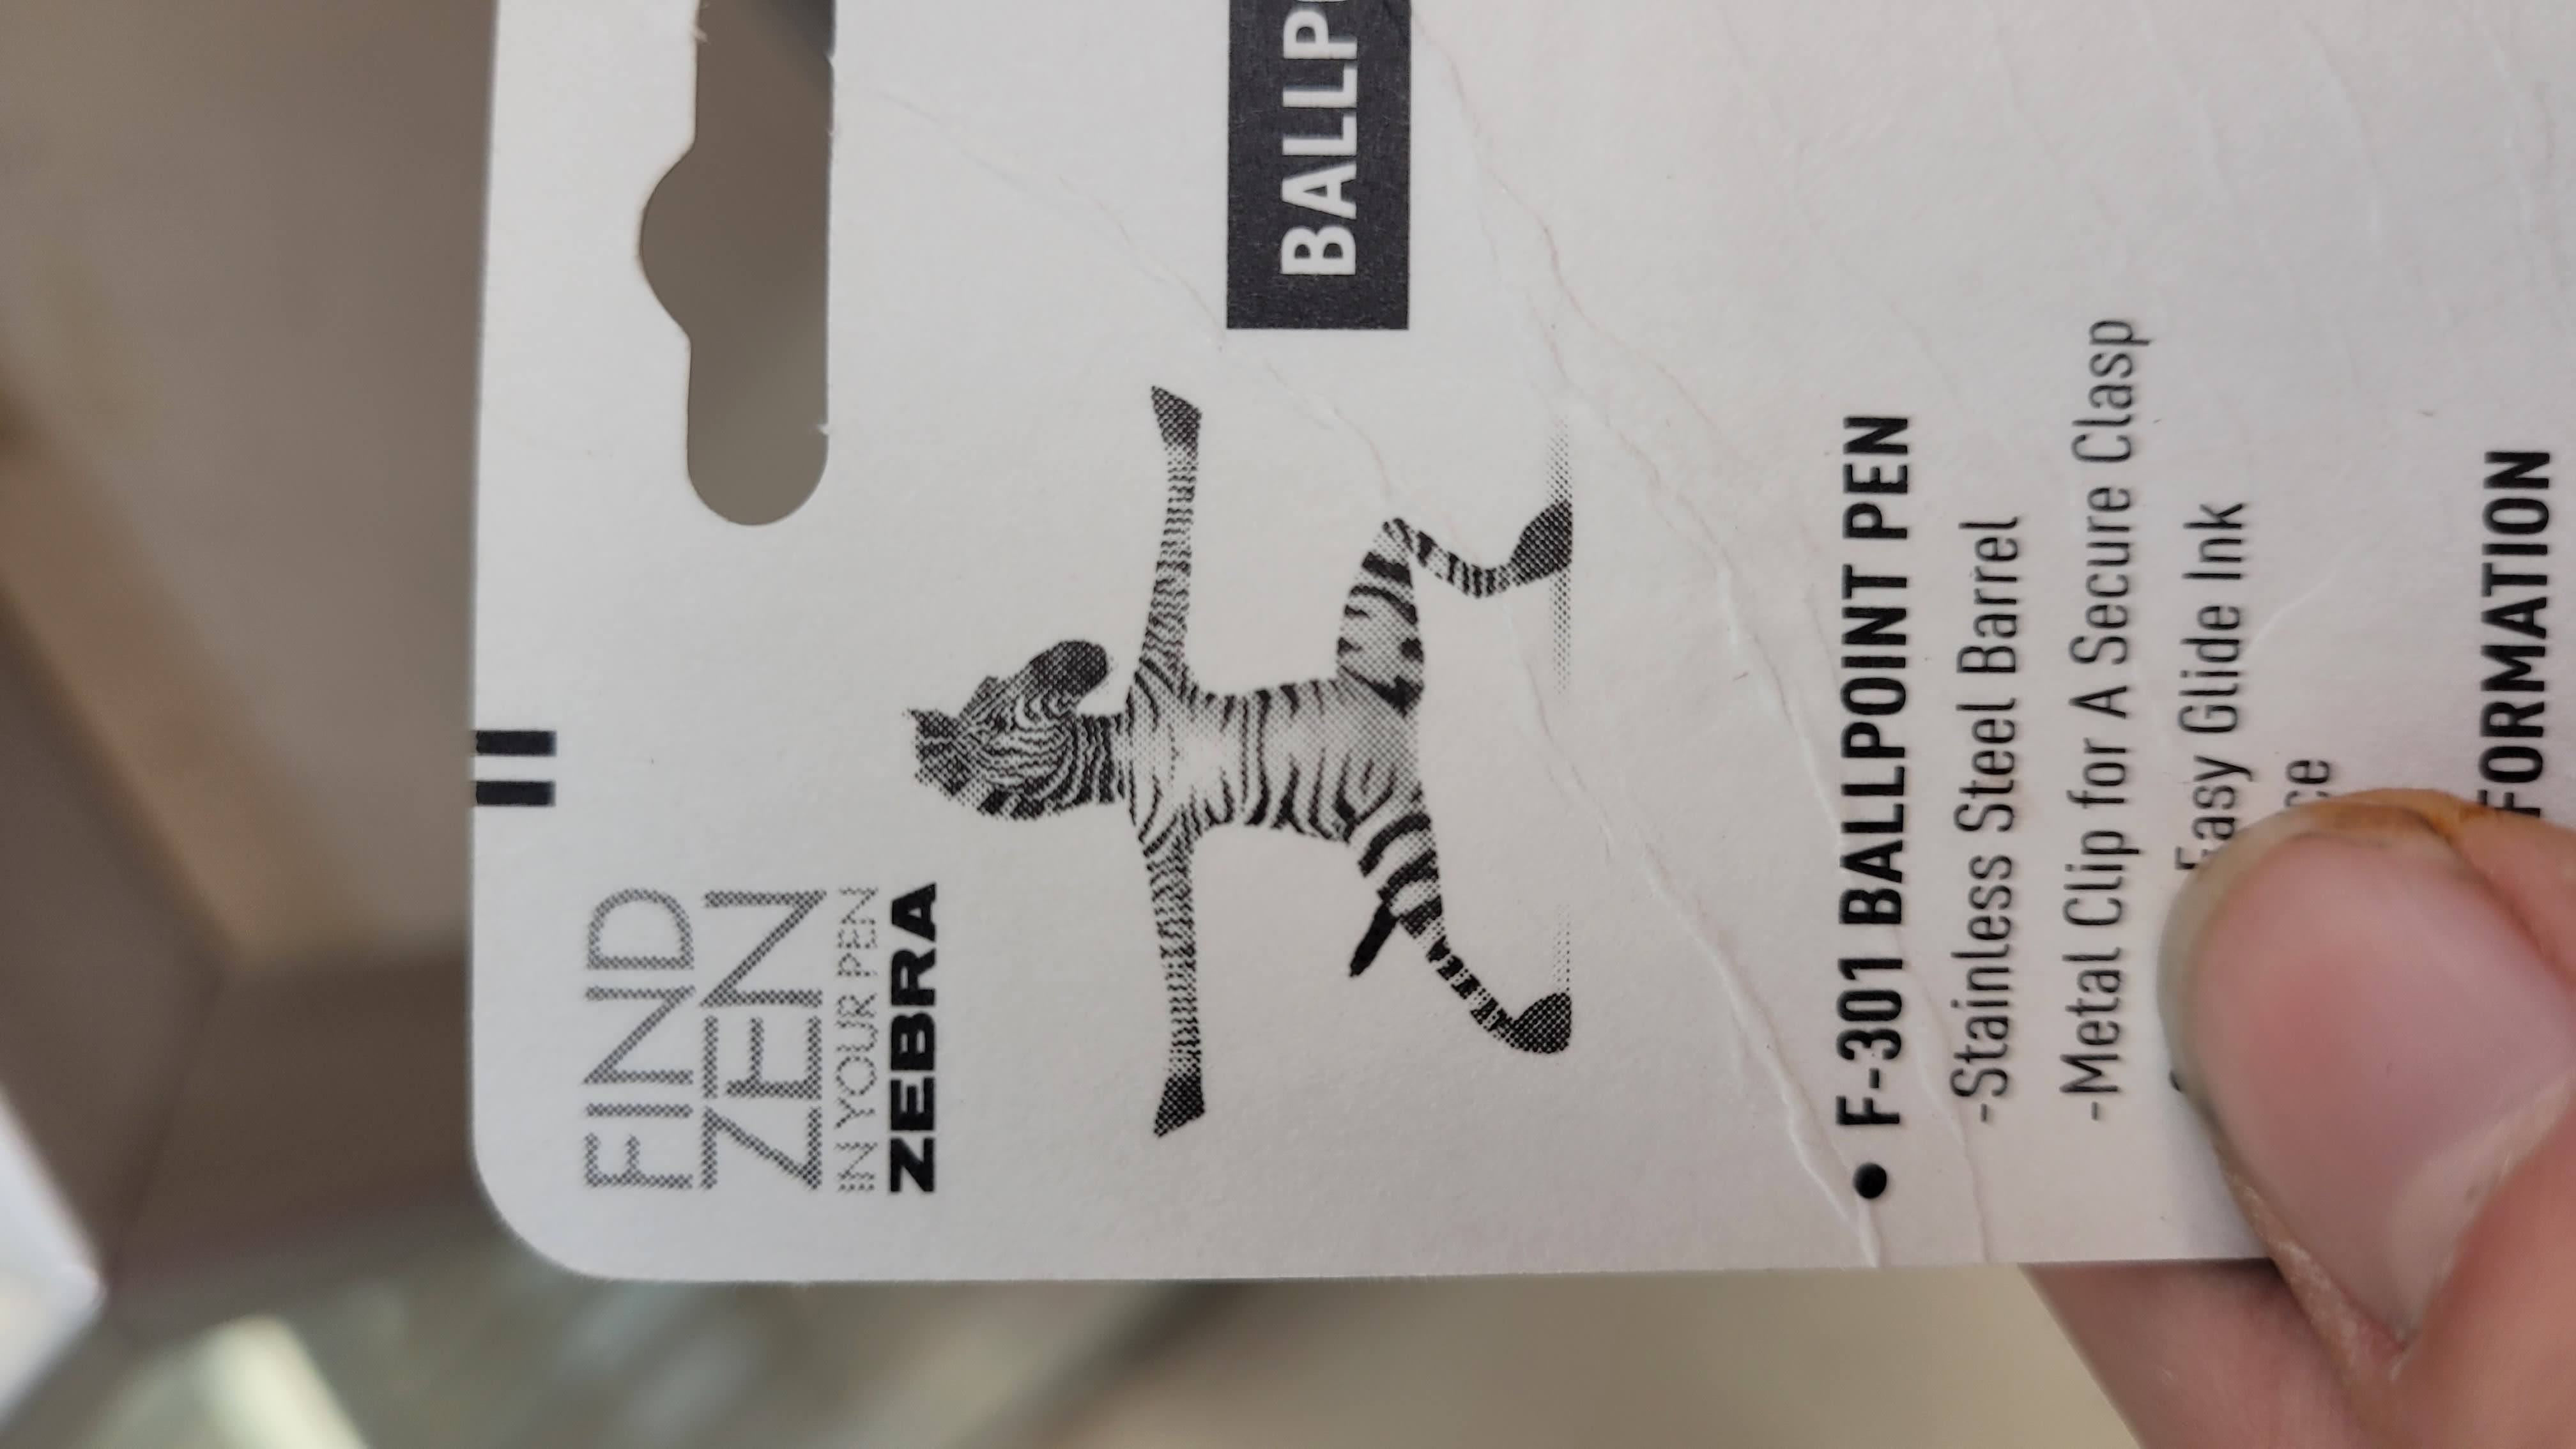 FIND
ZEN
IN YOUR PEN
ZEBRA
BALLP
• F-301 BALLPOINT PEN
-Stainless Steel Barrel
-Metal Clip for A Secure Clasp
Easy Glide Ink
ce
FORMATION